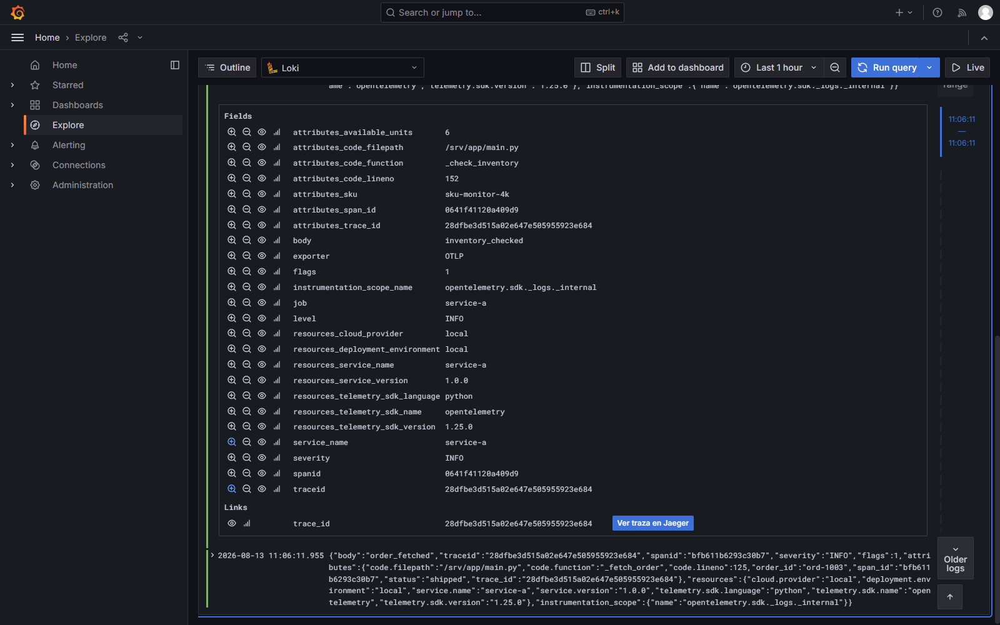 Search or jump to...
ctrl+k
Home › Explore
Home
Starred
Dashboards
Explore
Alerting
Connections
Administration
Outline
Loki
Split
Add to dashboard
Last 1 hour
Run query
Live
ame":"opentelemetry","telemetry.sdk.version":"1.25.0"},"instrumentation_scope":{"name":"opentelemetry.sdk._logs._internal"}}
range
11:06:11
—
11:06:11
Fields
attributes_available_units 6
attributes_code_filepath /srv/app/main.py
attributes_code_function _check_inventory
attributes_code_lineno 152
attributes_sku sku-monitor-4k
attributes_span_id 0641f41120a409d9
attributes_trace_id 28dfbe3d515a02e647e505955923e684
body inventory_checked
exporter OTLP
flags 1
instrumentation_scope_name opentelemetry.sdk._logs._internal
job service-a
level INFO
resources_cloud_provider local
resources_deployment_environment local
resources_service_name service-a
resources_service_version 1.0.0
resources_telemetry_sdk_language python
resources_telemetry_sdk_name opentelemetry
resources_telemetry_sdk_version 1.25.0
service_name service-a
severity INFO
spanid 0641f41120a409d9
traceid 28dfbe3d515a02e647e505955923e684
Links
trace_id 28dfbe3d515a02e647e505955923e684 Ver traza en Jaeger
2026-08-13 11:06:11.955 {"body":"order_fetched","traceid":"28dfbe3d515a02e647e505955923e684","spanid":"bfb611b6293c30b7","severity":"INFO","flags":1,"attri
butes":{"code.filepath":"/srv/app/main.py","code.function":"_fetch_order","code.lineno":125,"order_id":"ord-1003","span_id":"bfb611
b6293c30b7","status":"shipped","trace_id":"28dfbe3d515a02e647e505955923e684"},"resources":{"cloud.provider":"local","deployment.env
ironment":"local","service.name":"service-a","service.version":"1.0.0","telemetry.sdk.language":"python","telemetry.sdk.name":"open
telemetry","telemetry.sdk.version":"1.25.0"},"instrumentation_scope":{"name":"opentelemetry.sdk._logs._internal"}}
Older
logs